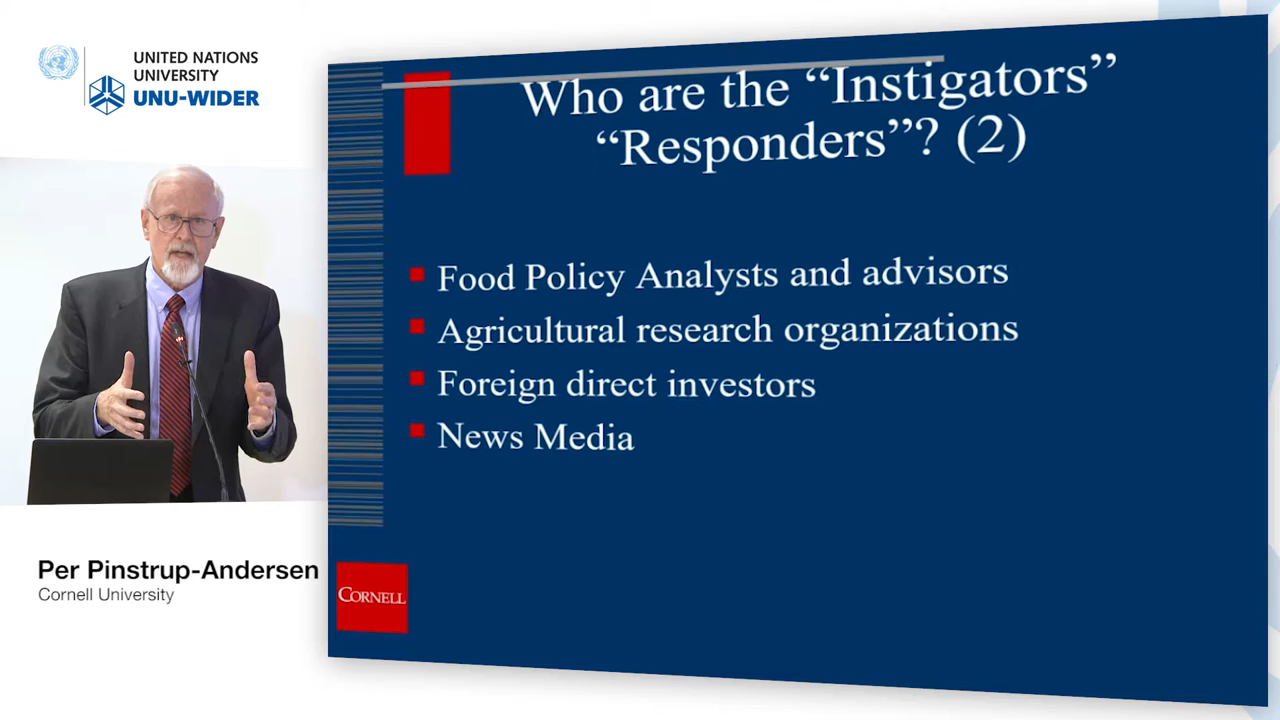 UNITED NATIONS
UNIVERSITY
UNU-WIDER
Who are the “Instigators”
“Responders”? (2)
Food Policy Analysts and advisors
Agricultural research organizations
Foreign direct investors
News Media
CORNELL
Per Pinstrup-Andersen
Cornell University